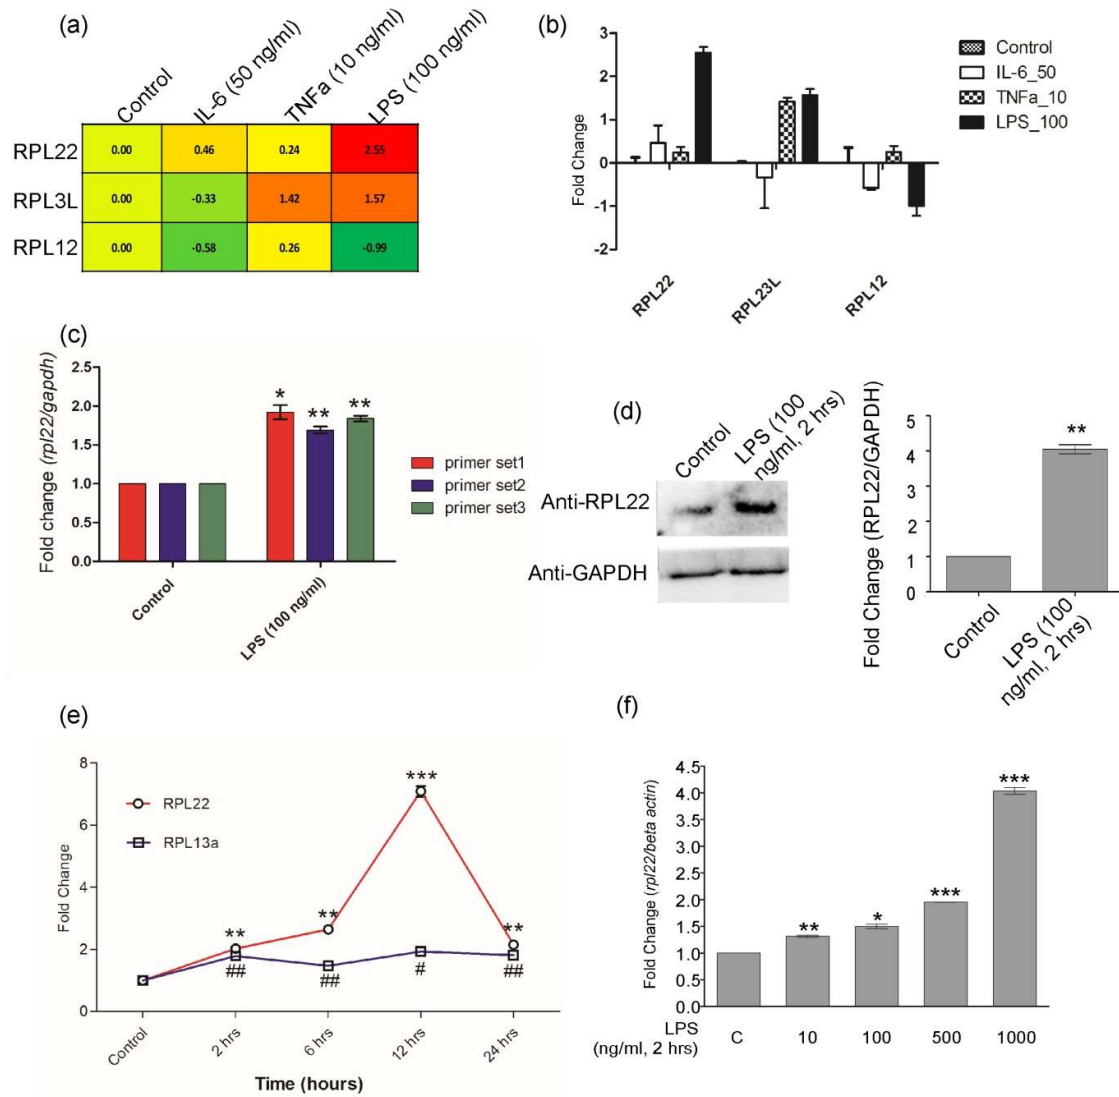 (a)
Control
IL-6 (50 ng/ml)
TNFa (10 ng/ml)
LPS (100 ng/ml)
RPL22 0.00 0.46 0.24 2.55
RPL3L 0.00 -0.33 1.42 1.57
RPL12 0.00 -0.58 0.26 -0.99
(b)
Fold Change
3
2
1
0
-1
-2
RPL22
RPL23L
RPL12
Control
IL-6_50
TNFa_10
LPS_100
(c)
Fold change (rpl22/gapdh)
2.5
2.0
1.5
1.0
0.5
0.0
* ** **
Control
LPS (100 ng/ml)
primer set1
primer set2
primer set3
(d)
Control
LPS (100
ng/ml, 2 hrs)
Anti-RPL22
Anti-GAPDH
Fold Change (RPL22/GAPDH)
5
4
3
2
1
0
**
Control
LPS (100
ng/ml, 2 hrs)
(e)
Fold Change
8
6
4
2
0
RPL22
RPL13a
** ** *** **
## ## # ##
Control
2 hrs
6 hrs
12 hrs
24 hrs
Time (hours)
(f)
Fold Change (rpl22/beta actin)
4.5
4.0
3.5
3.0
2.5
2.0
1.5
1.0
0.5
0.0
** * *** ***
LPS
(ng/ml, 2 hrs)
C 10 100 500 1000